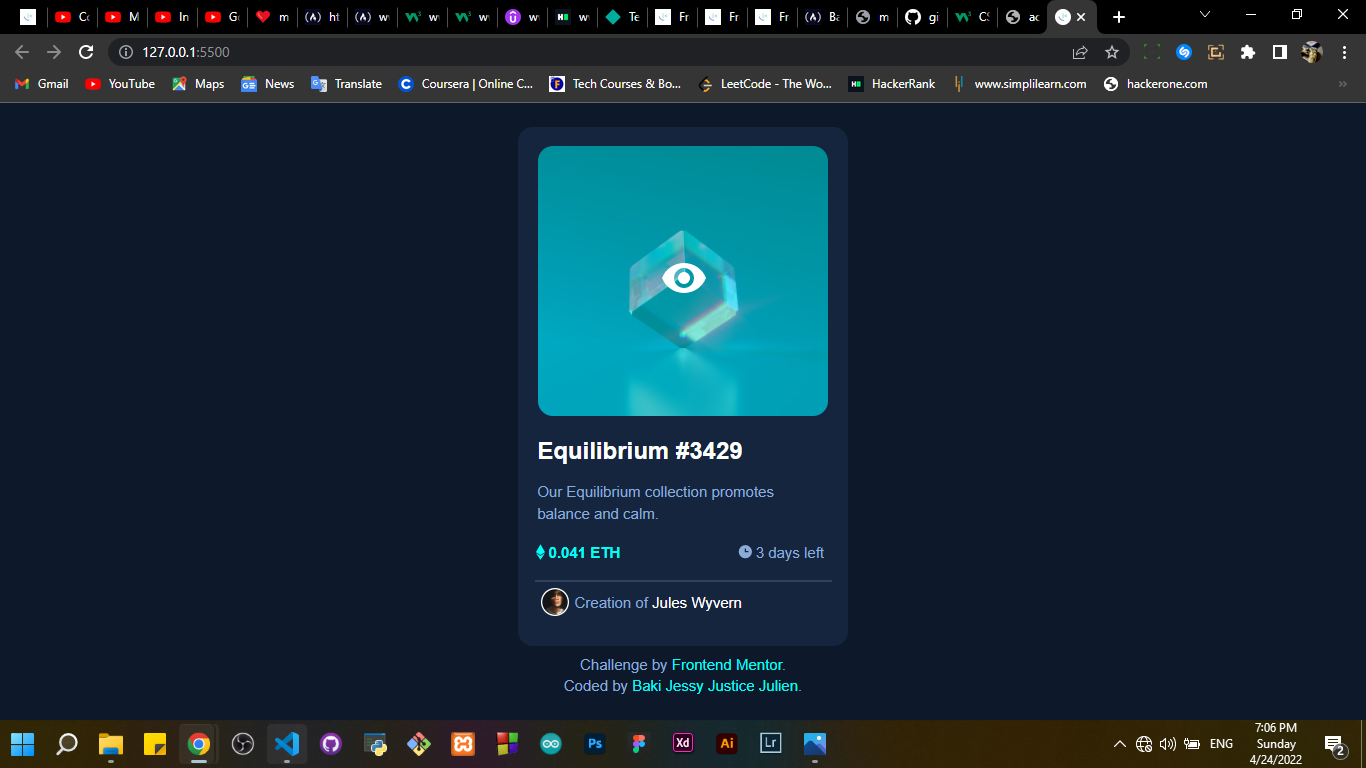 Co
M
In
Gu
m
ht
w
w
w
w
w
Te
Fr
Fr
Fr
Ba
m
gi
CS
ac
127.0.0.1:5500
Gmail
YouTube
Maps
News
Translate
Coursera | Online C...
Tech Courses & Bo...
LeetCode - The Wo...
HackerRank
www.simplilearn.com
hackerone.com
Equilibrium #3429
Our Equilibrium collection promotes
balance and calm.
0.041 ETH
3 days left
Creation of Jules Wyvern
Challenge by Frontend Mentor.
Coded by Baki Jessy Justice Julien.
Ps
Xd
Ai
Lr
ENG
7:06 PM
Sunday
4/24/2022
2